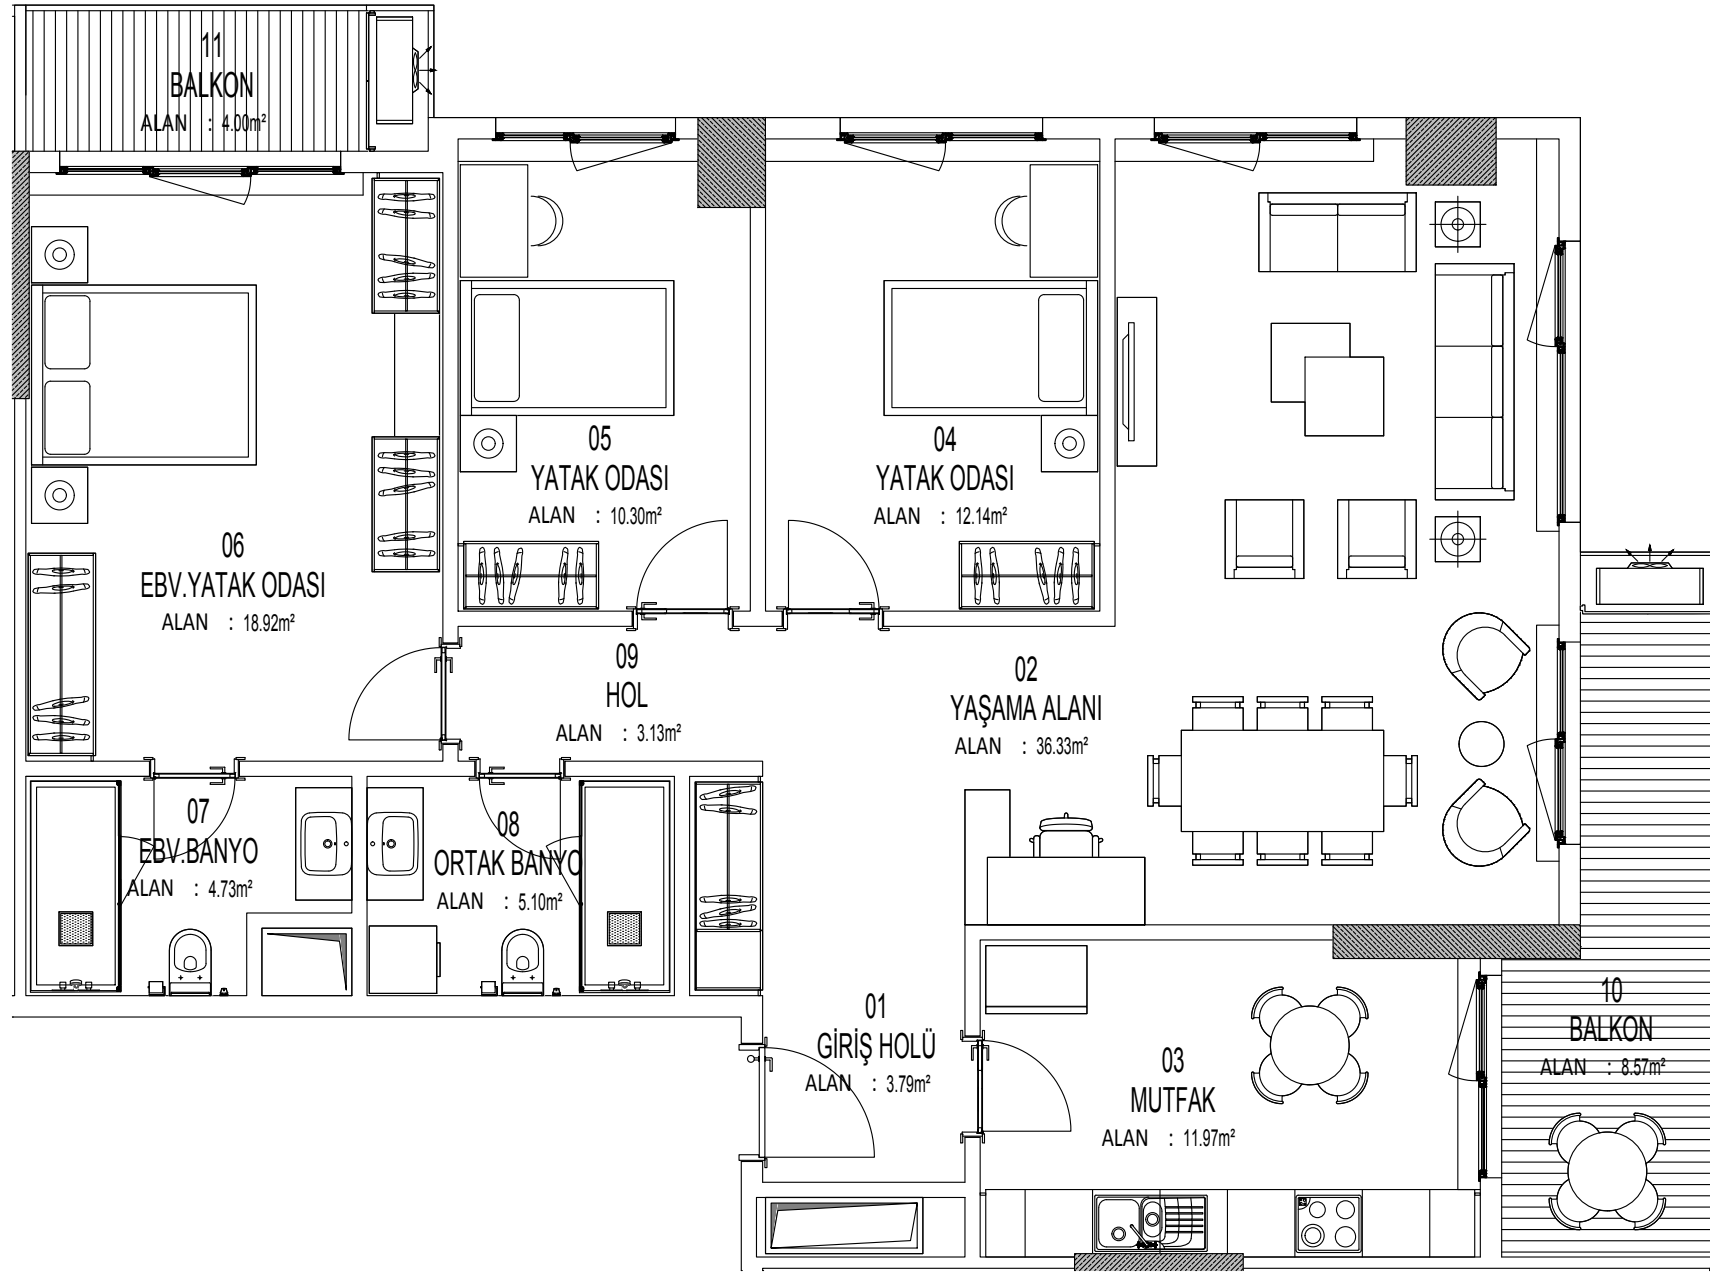 11
BALKON
ALAN : 4.00m²
05
YATAK ODASI
ALAN : 10.30m²
04
YATAK ODASI
ALAN : 12.14m²
06
EBV.YATAK ODASI
ALAN : 18.92m²
09
HOL
ALAN : 3.13m²
02
YAŞAMA ALANI
ALAN : 36.33m²
07
EBV.BANYO
ALAN : 4.73m²
08
ORTAK BANYO
ALAN : 5.10m²
01
GİRİŞ HOLÜ
ALAN : 3.79m²
03
MUTFAK
ALAN : 11.97m²
10
BALKON
ALAN : 8.57m²